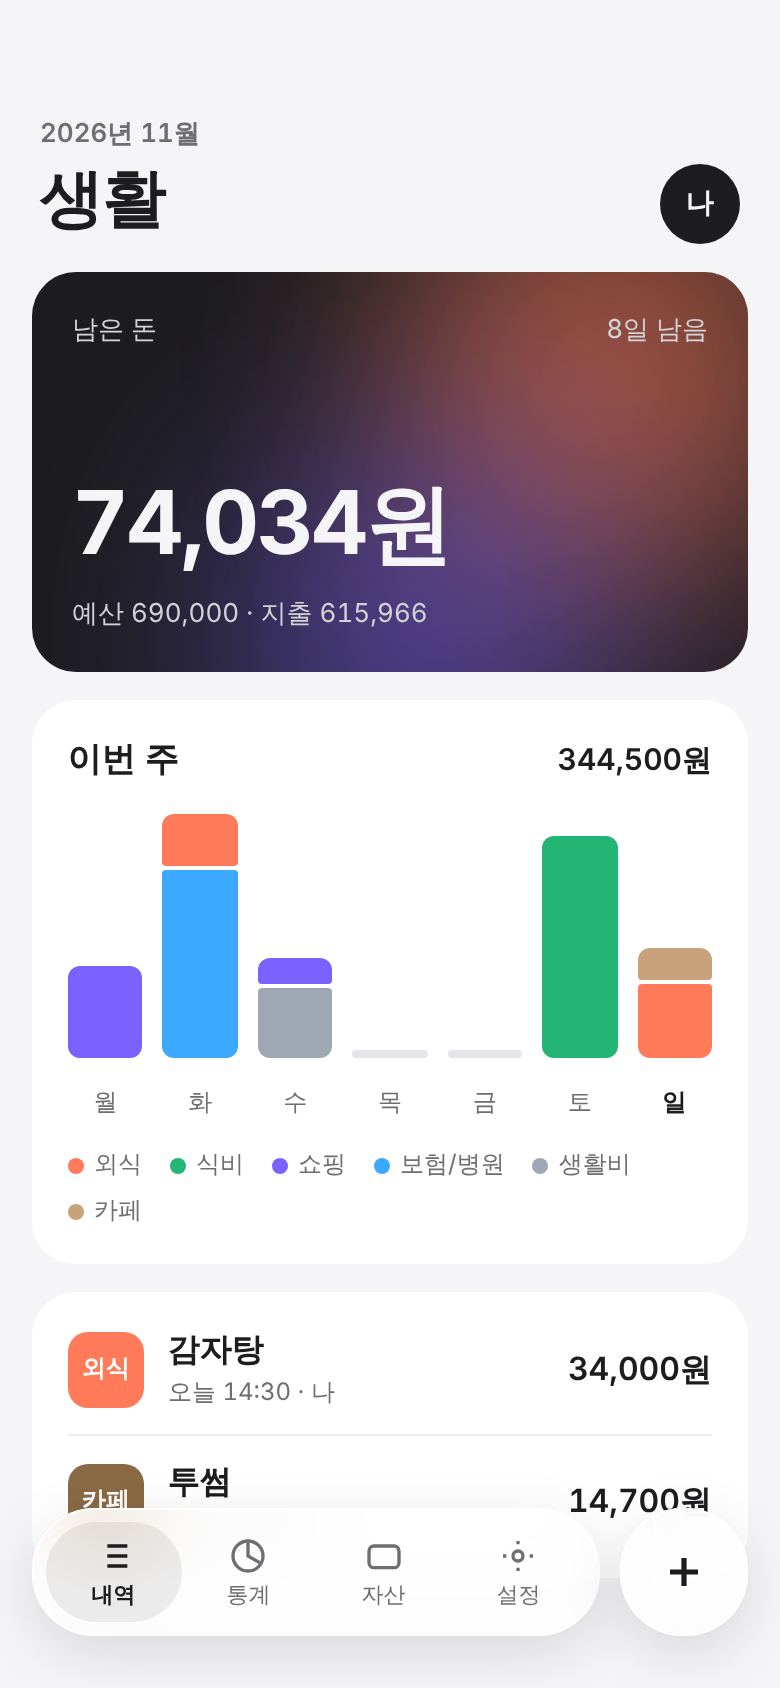 2026년 11월
생활
나
남은 돈
8일 남음
74,034원
예산 690,000 · 지출 615,966
이번 주
344,500원
월 화 수 목 금 토 일
외식 식비 쇼핑 보험/병원 생활비
카페
외식
감자탕
오늘 14:30 · 나
34,000원
카페
투썸
14,700원
내역 통계 자산 설정
+